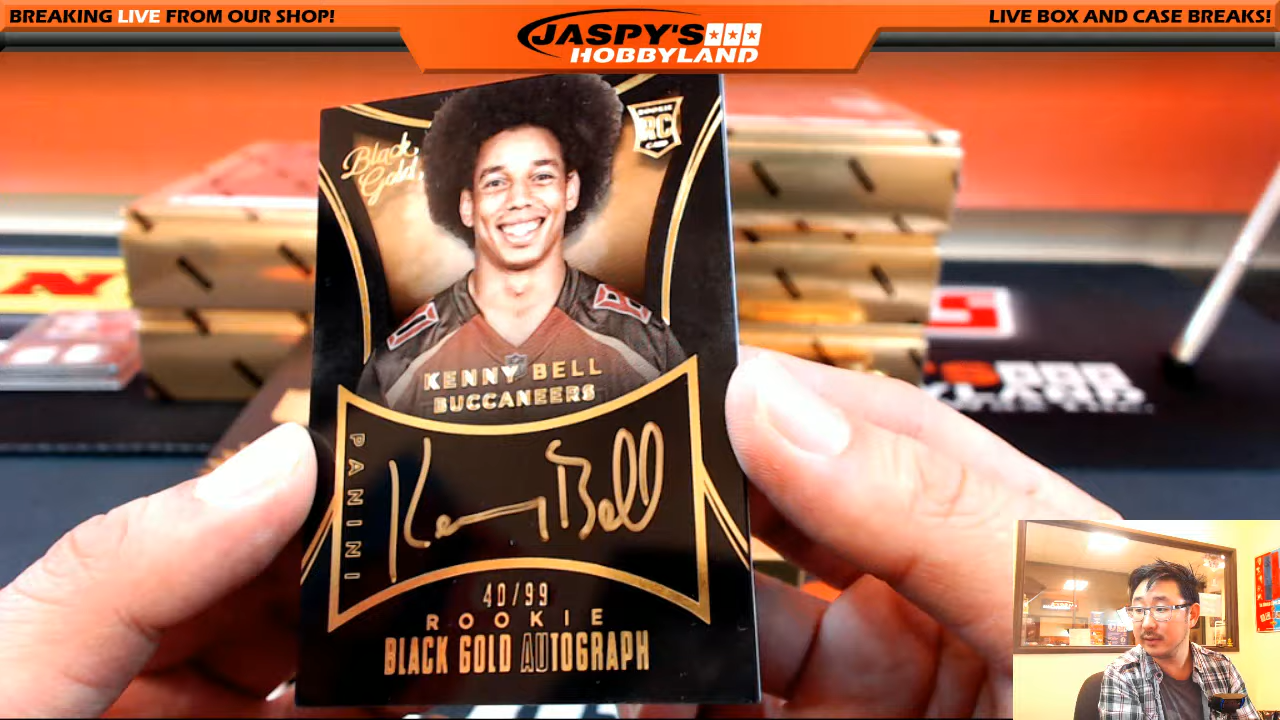 BREAKING LIVE FROM OUR SHOP!
JASPY'S
HOBBYLAND
LIVE BOX AND CASE BREAKS!
Black
Gold
ROOKIE
RC
CARD
KENNY BELL
BUCCANEERS
PANINI
Kenny Bell
40/99
ROOKIE
BLACK GOLD AUTOGRAPH